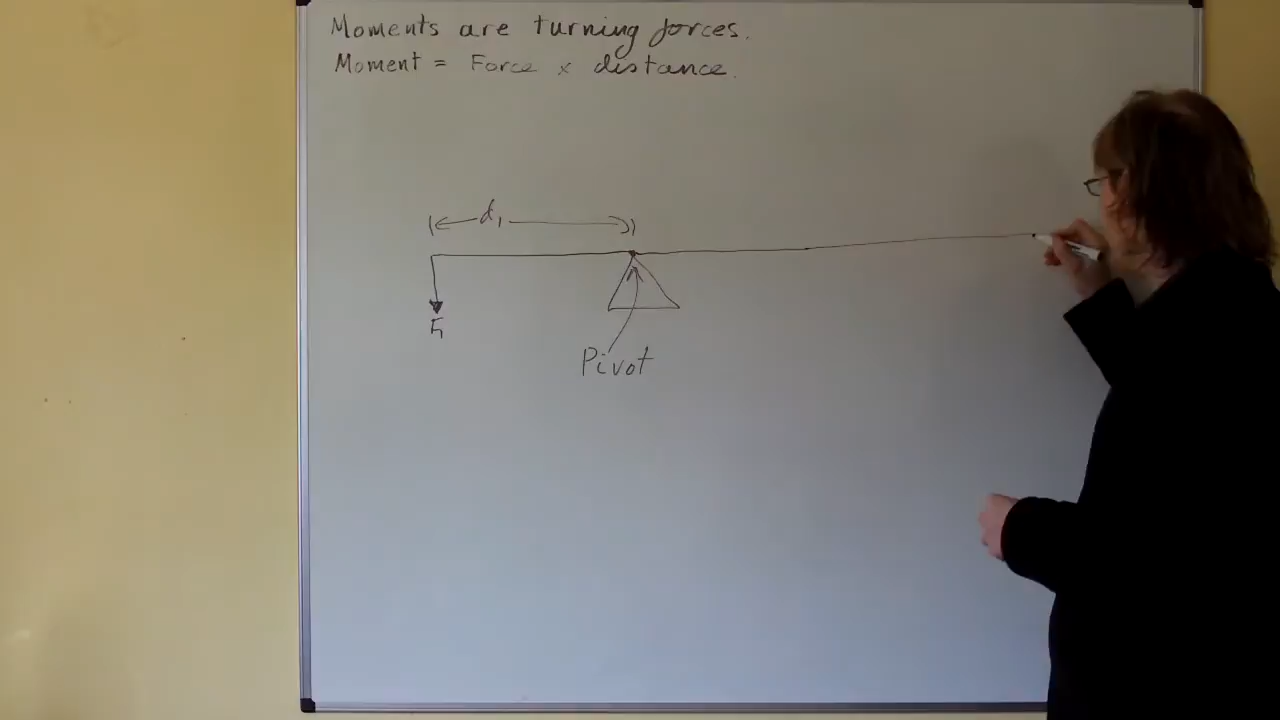 Moments are turning forces.
Moment = Force x distance.
d₁
F₁
Pivot